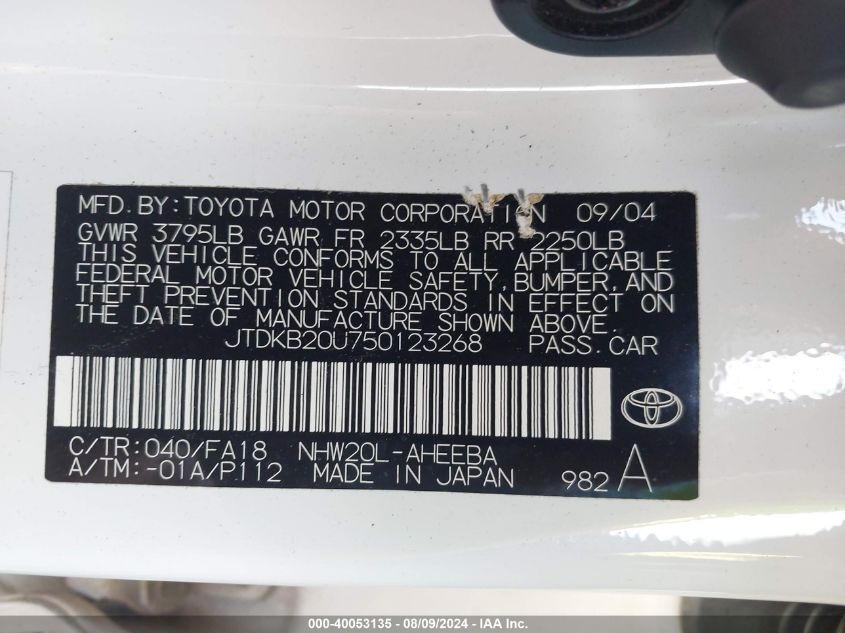 MFD. BY: TOYOTA MOTOR CORPORATION 09/04
GVWR 3795LB GAWR FR 2335LB RR 2250LB
THIS VEHICLE CONFORMS TO ALL APPLICABLE
FEDERAL MOTOR VEHICLE SAFETY, BUMPER, AND
THEFT PREVENTION STANDARDS IN EFFECT ON
THE DATE OF MANUFACTURE SHOWN ABOVE.
JTDKB20U750123268 PASS. CAR
C/TR: 040/FA18 NHW20L-AHEEBA
A/TM: -01A/P112 MADE IN JAPAN 982 A
000-40053135 - 08/09/2024 - IAA Inc.